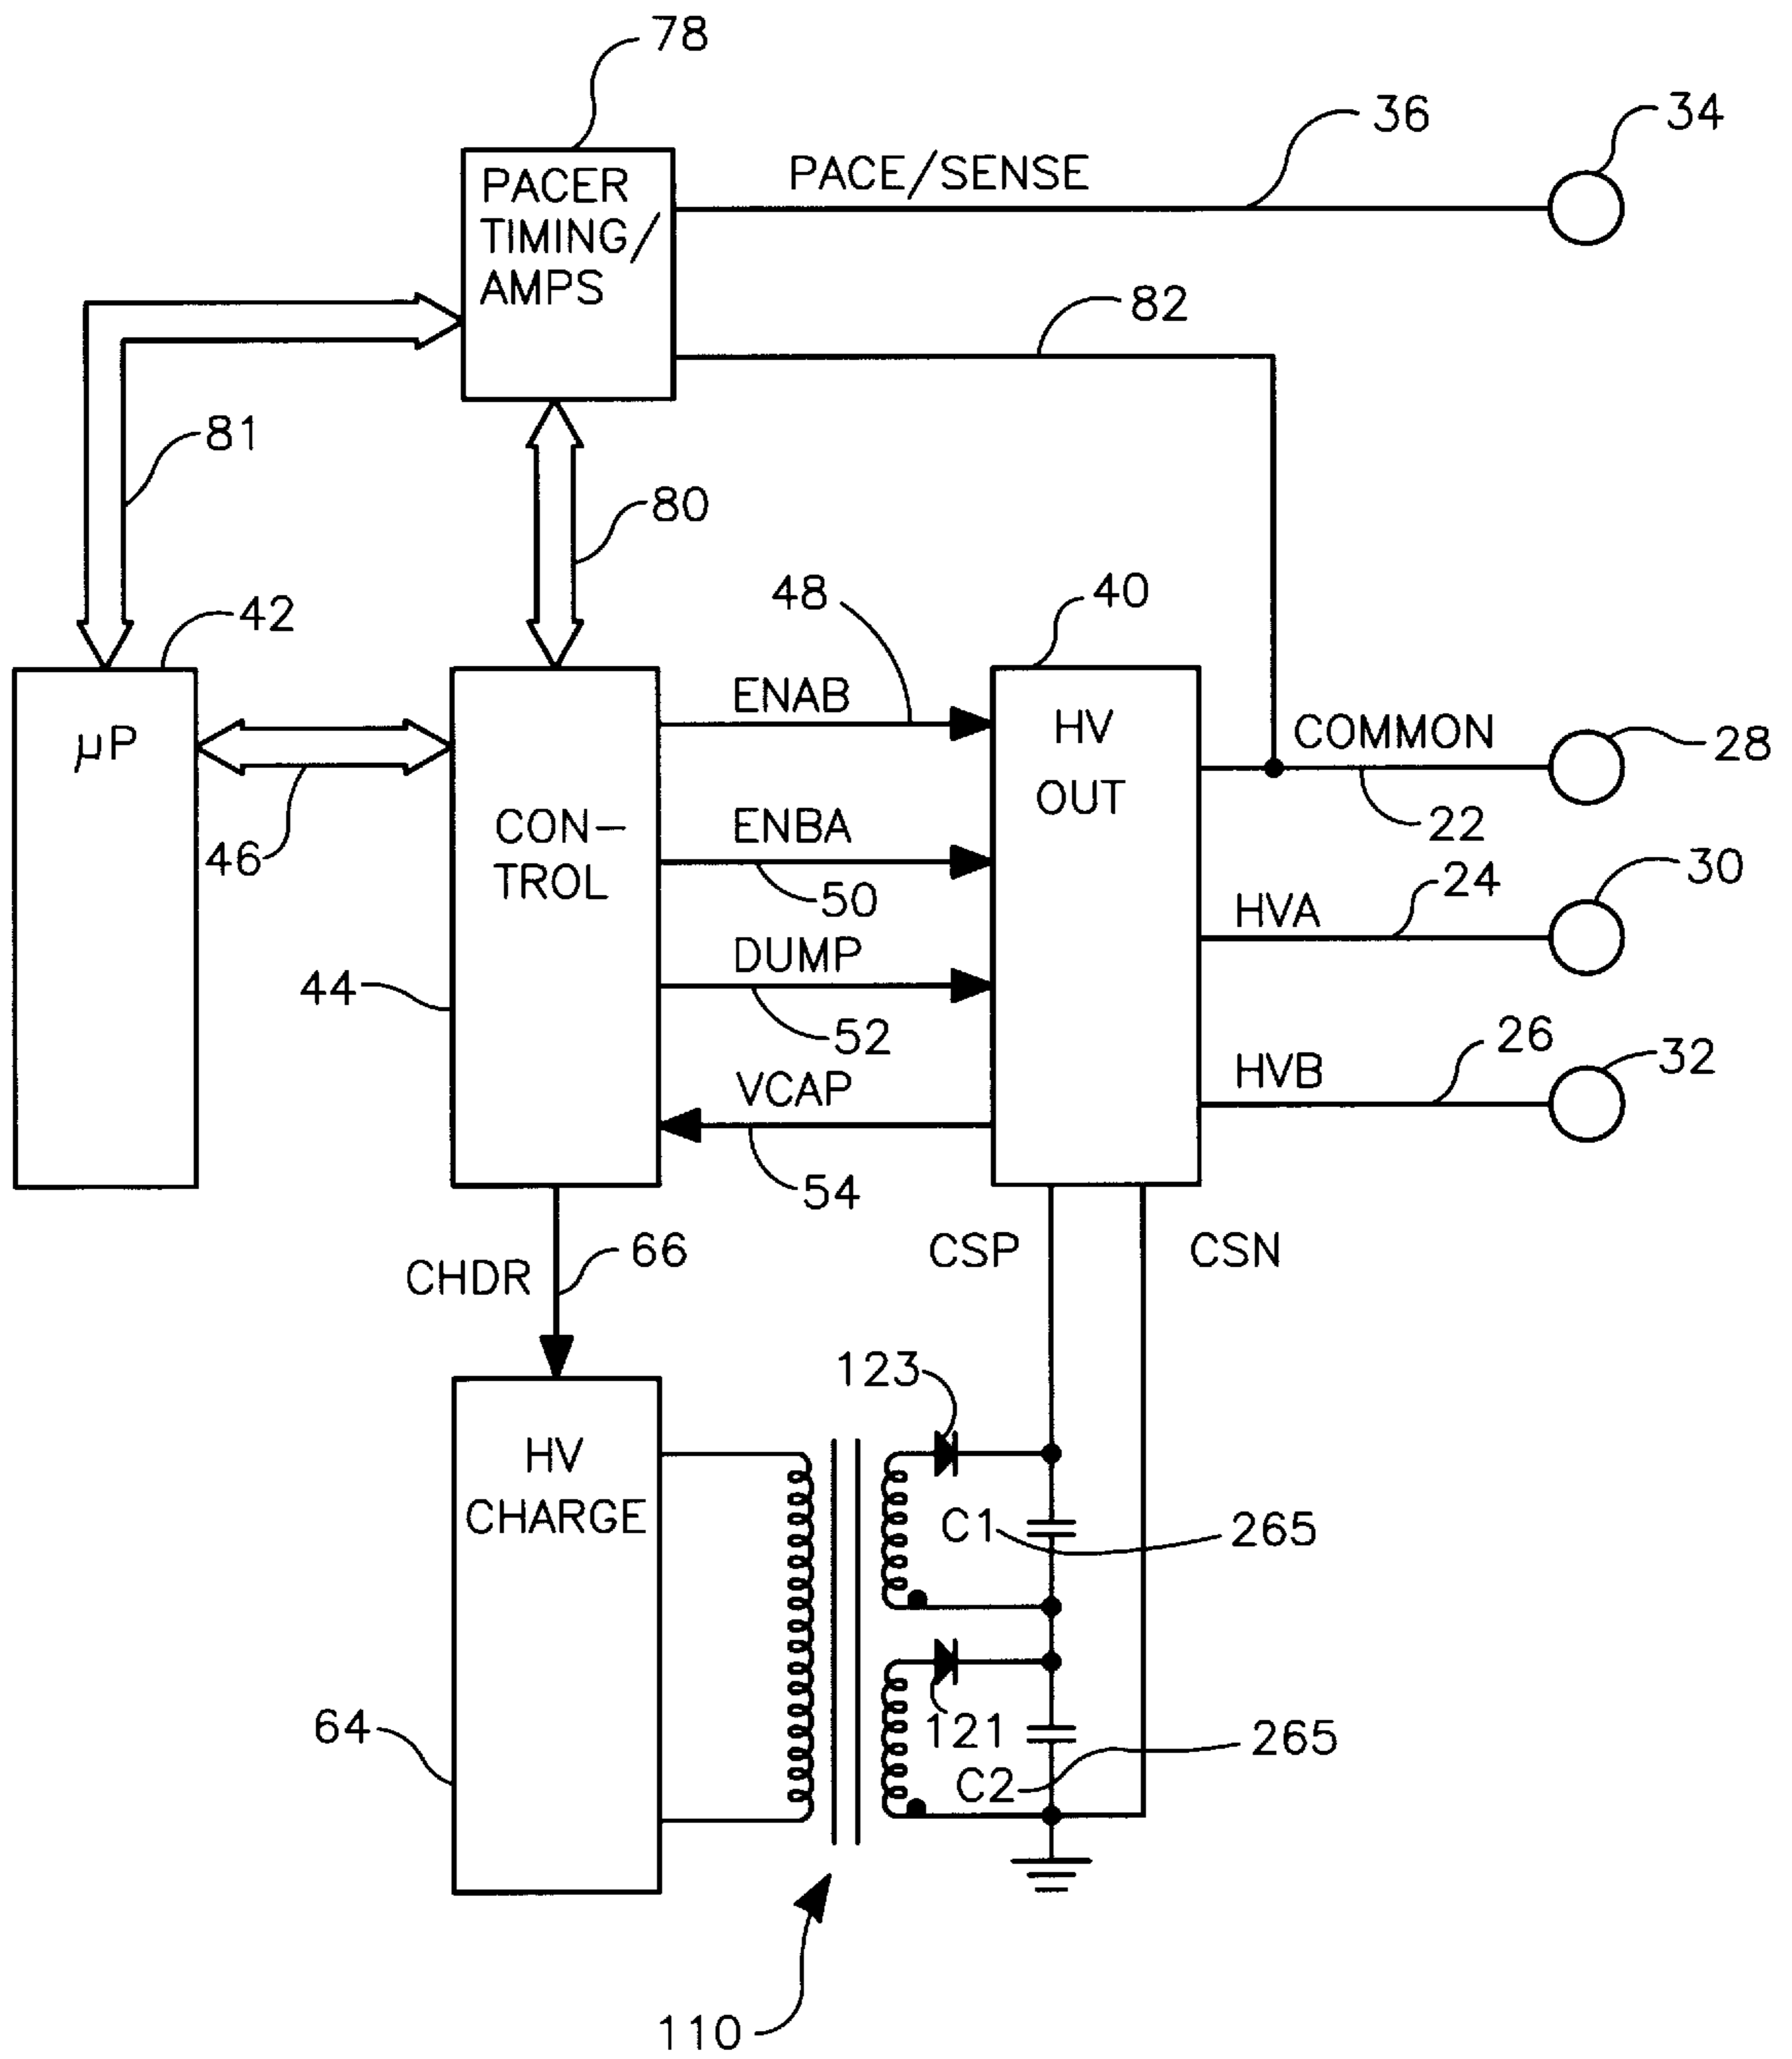 78
36
34
PACE/SENSE
PACER
TIMING/
AMPS
82
81
80
42
48
40
ENAB
μP
HV
OUT
COMMON
28
22
46
CON-
TROL
ENBA
50
30
24
HVA
DUMP
44
52
26
32
HVB
VCAP
54
CSP
CSN
66
CHDR
123
HV
CHARGE
C1
265
64
121
265
C2
110